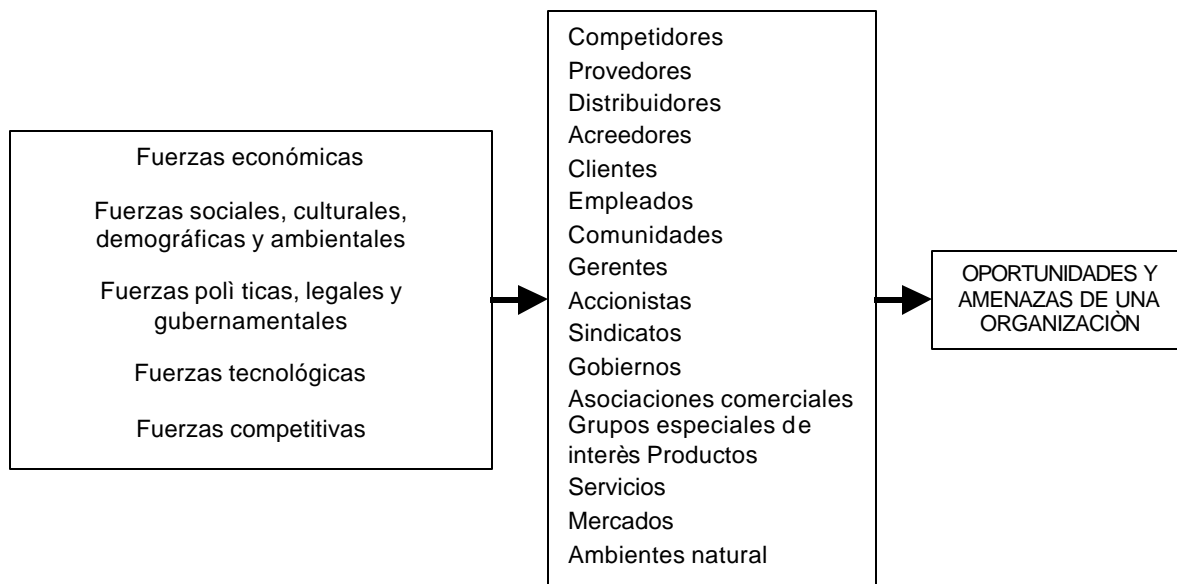 Fuerzas económicas
Fuerzas sociales, culturales,
demográficas y ambientales
Fuerzas polì ticas, legales y
gubernamentales
Fuerzas tecnológicas
Fuerzas competitivas
Competidores
Provedores
Distribuidores
Acreedores
Clientes
Empleados
Comunidades
Gerentes
Accionistas
Sindicatos
Gobiernos
Asociaciones comerciales
Grupos especiales de
interès Productos
Servicios
Mercados
Ambientes natural
OPORTUNIDADES Y
AMENAZAS DE UNA
ORGANIZACIÒN